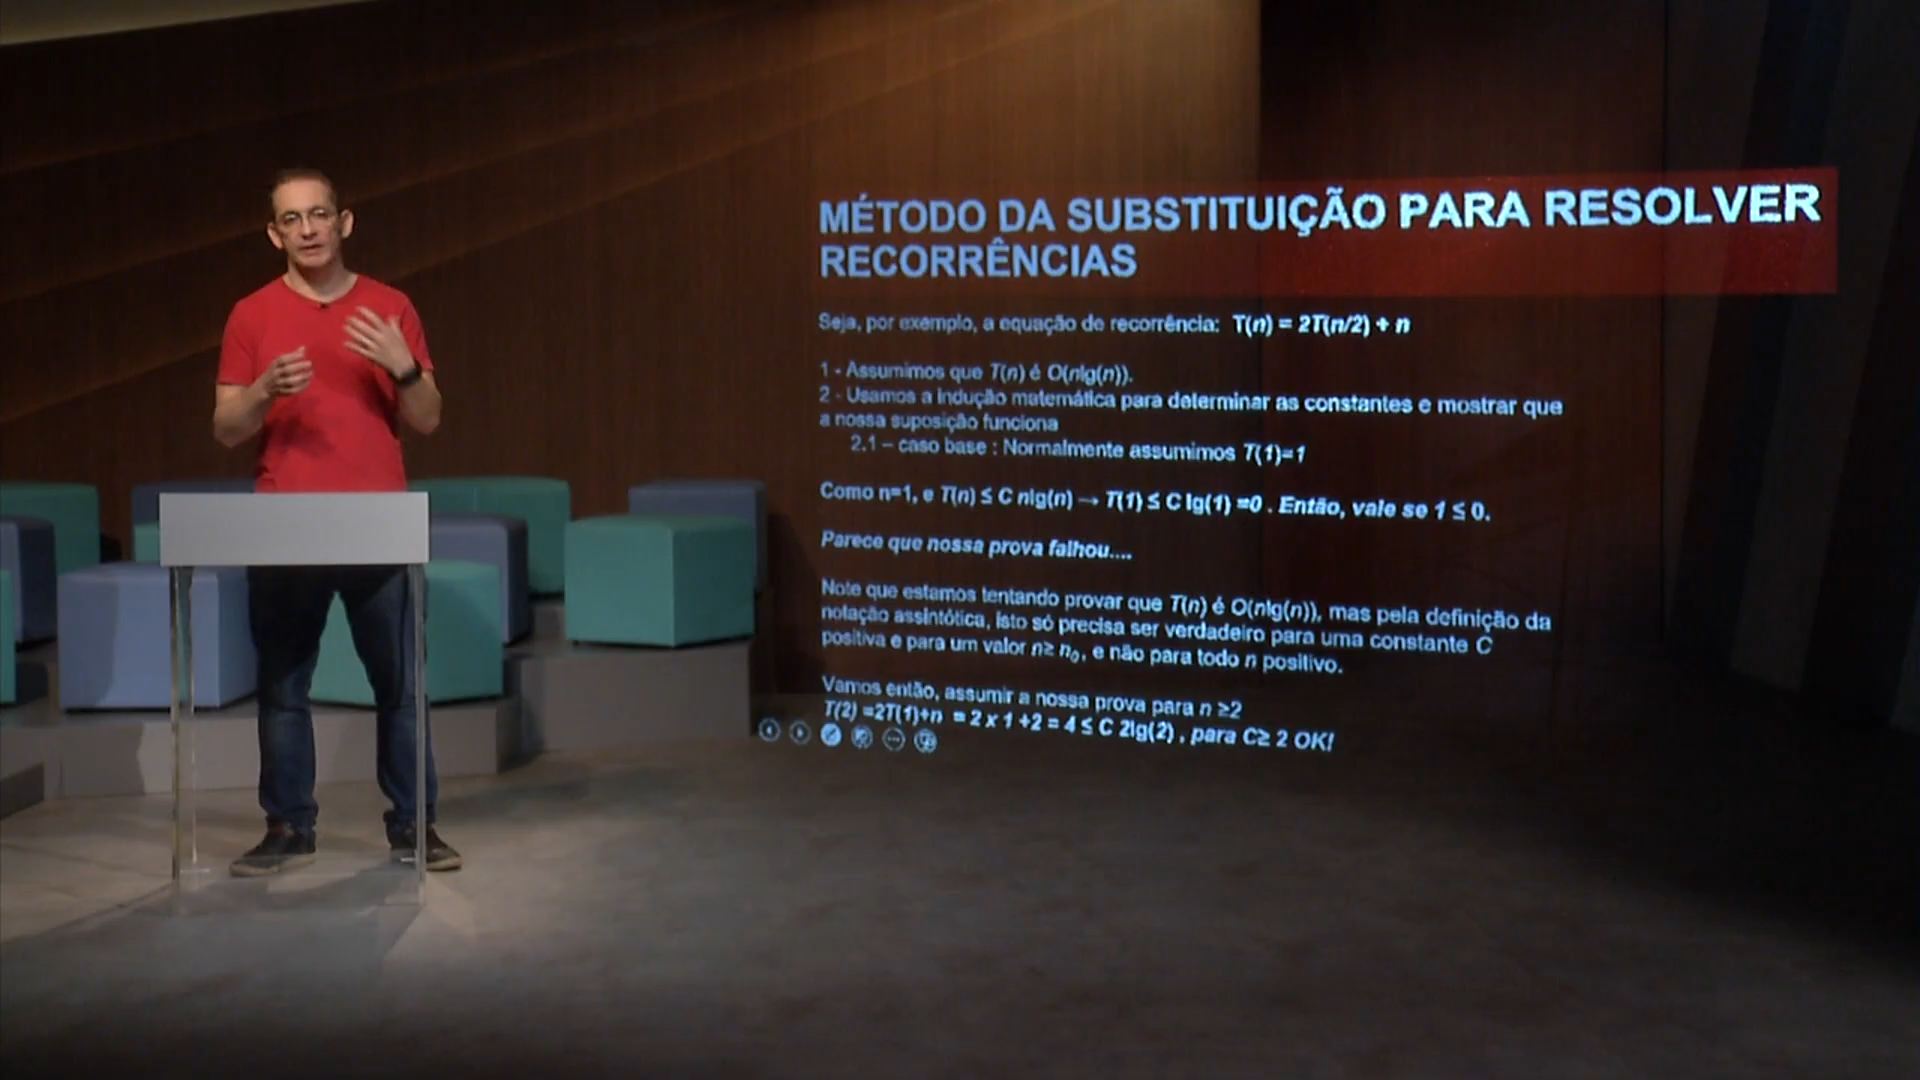 MÉTODO DA SUBSTITUIÇÃO PARA RESOLVER
RECORRÊNCIAS
Seja, por exemplo, a equação de recorrência: T(n) = 2T(n/2) + n
1 - Assumimos que T(n) é O(nlg(n)).
2 - Usamos a indução matemática para determinar as constantes e mostrar que
a nossa suposição funciona
2.1 – caso base : Normalmente assumimos T(1)=1
Como n=1, e T(n) ≤ C nlg(n) → T(1) ≤ C lg(1) =0 . Então, vale se 1 ≤ 0.
Parece que nossa prova falhou....
Note que estamos tentando provar que T(n) é O(nlg(n)), mas pela definição da
notação assintótica, isto só precisa ser verdadeiro para uma constante C
positiva e para um valor n≥ n₀, e não para todo n positivo.
Vamos então, assumir a nossa prova para n ≥2
T(2) =2T(1)+n = 2 x 1 +2 = 4 ≤ C 2lg(2) , para C≥ 2 OK!